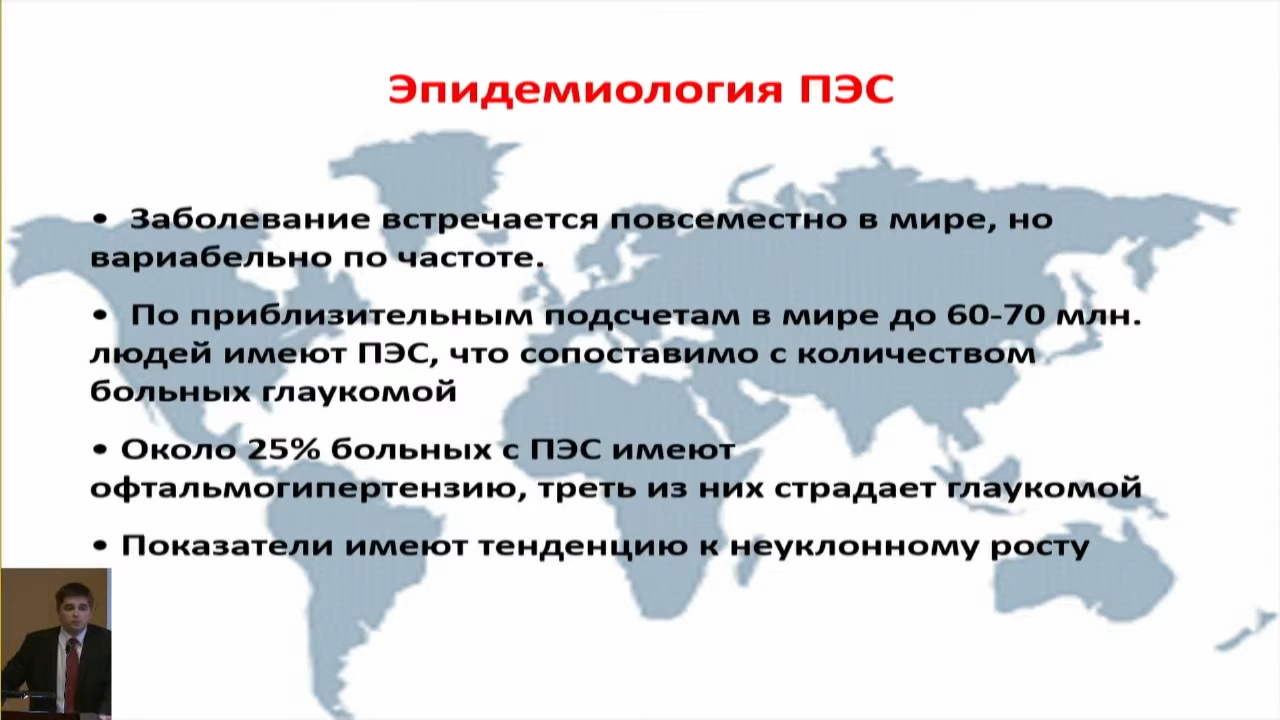 Эпидемиология ПЭС
• Заболевание встречается повсеместно в мире, но
вариабельно по частоте.
• По приблизительным подсчетам в мире до 60-70 млн.
людей имеют ПЭС, что сопоставимо с количеством
больных глаукомой
• Около 25% больных с ПЭС имеют
офтальмогипертензию, треть из них страдает глаукомой
• Показатели имеют тенденцию к неуклонному росту